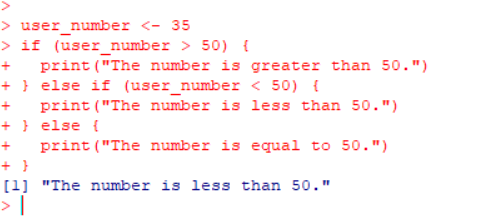 >
> user_number <- 35
> if (user_number > 50) {
+   print("The number is greater than 50.")
+ } else if (user_number < 50) {
+   print("The number is less than 50.")
+ } else {
+   print("The number is equal to 50.")
+ }
[1] "The number is less than 50."
>